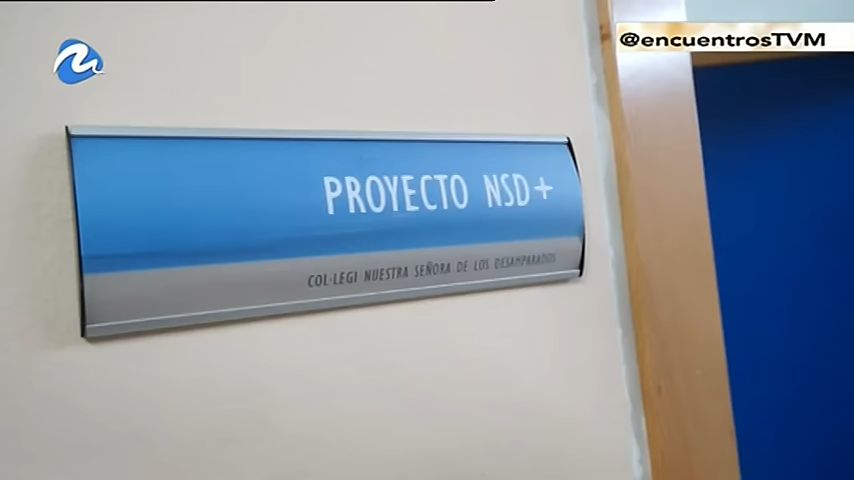 @encuentrosTVM
PROYECTO NSD+
COL·LEGI NUESTRA SEÑORA DE LOS DESAMPARADOS